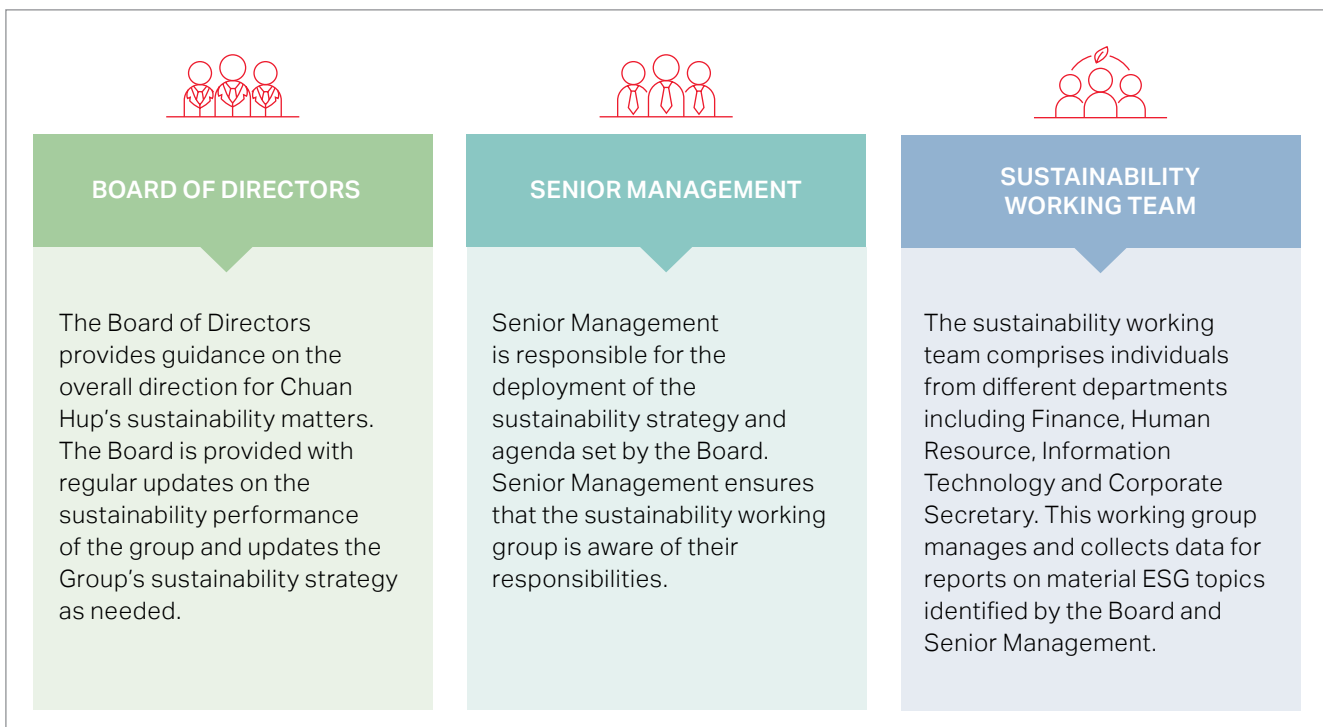 BOARD OF DIRECTORS
The Board of Directors
provides guidance on the
overall direction for Chuan
Hup’s sustainability matters.
The Board is provided with
regular updates on the
sustainability performance
of the group and updates the
Group’s sustainability strategy
as needed.
SENIOR MANAGEMENT
Senior Management
is responsible for the
deployment of the
sustainability strategy and
agenda set by the Board.
Senior Management ensures
that the sustainability working
group is aware of their
responsibilities.
SUSTAINABILITY
WORKING TEAM
The sustainability working
team comprises individuals
from different departments
including Finance, Human
Resource, Information
Technology and Corporate
Secretary. This working group
manages and collects data for
reports on material ESG topics
identified by the Board and
Senior Management.